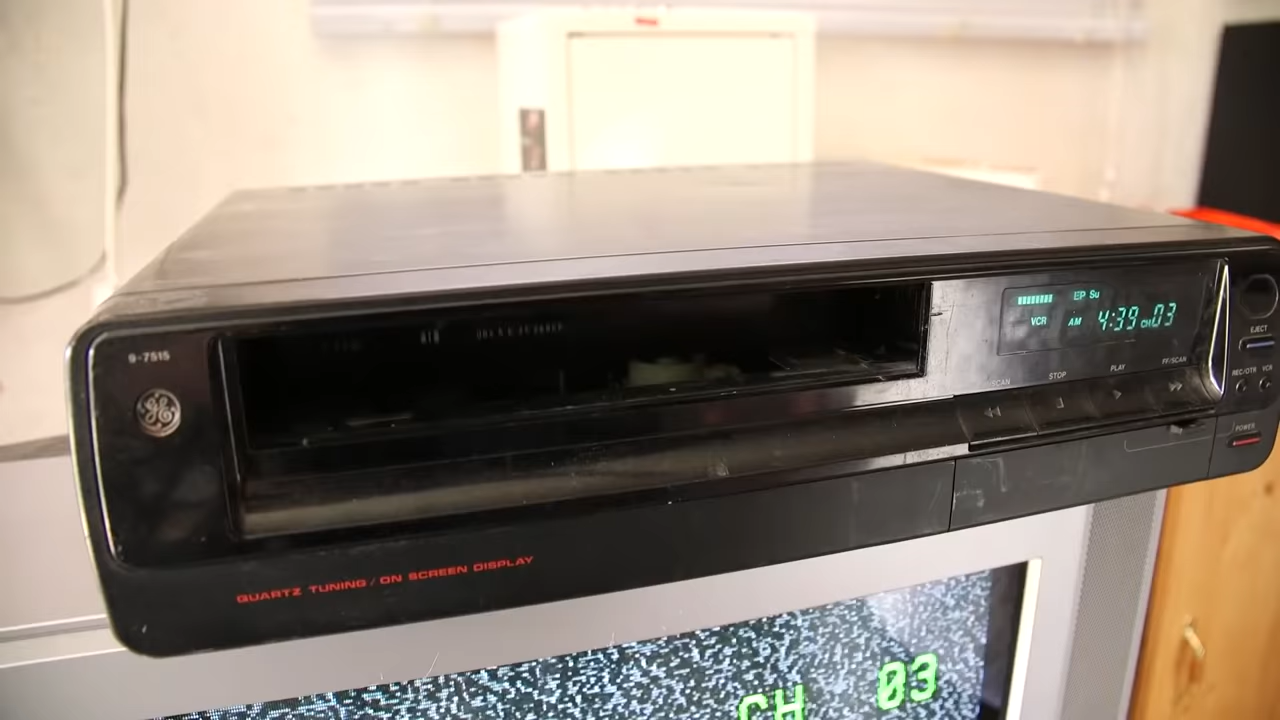 9-7515
GE
EP Su
VCR AM 4:39 CH 03
SCAN STOP PLAY FF/SCAN
EJECT
REC/OTR VCR
POWER
QUARTZ TUNING / ON SCREEN DISPLAY
CH 03